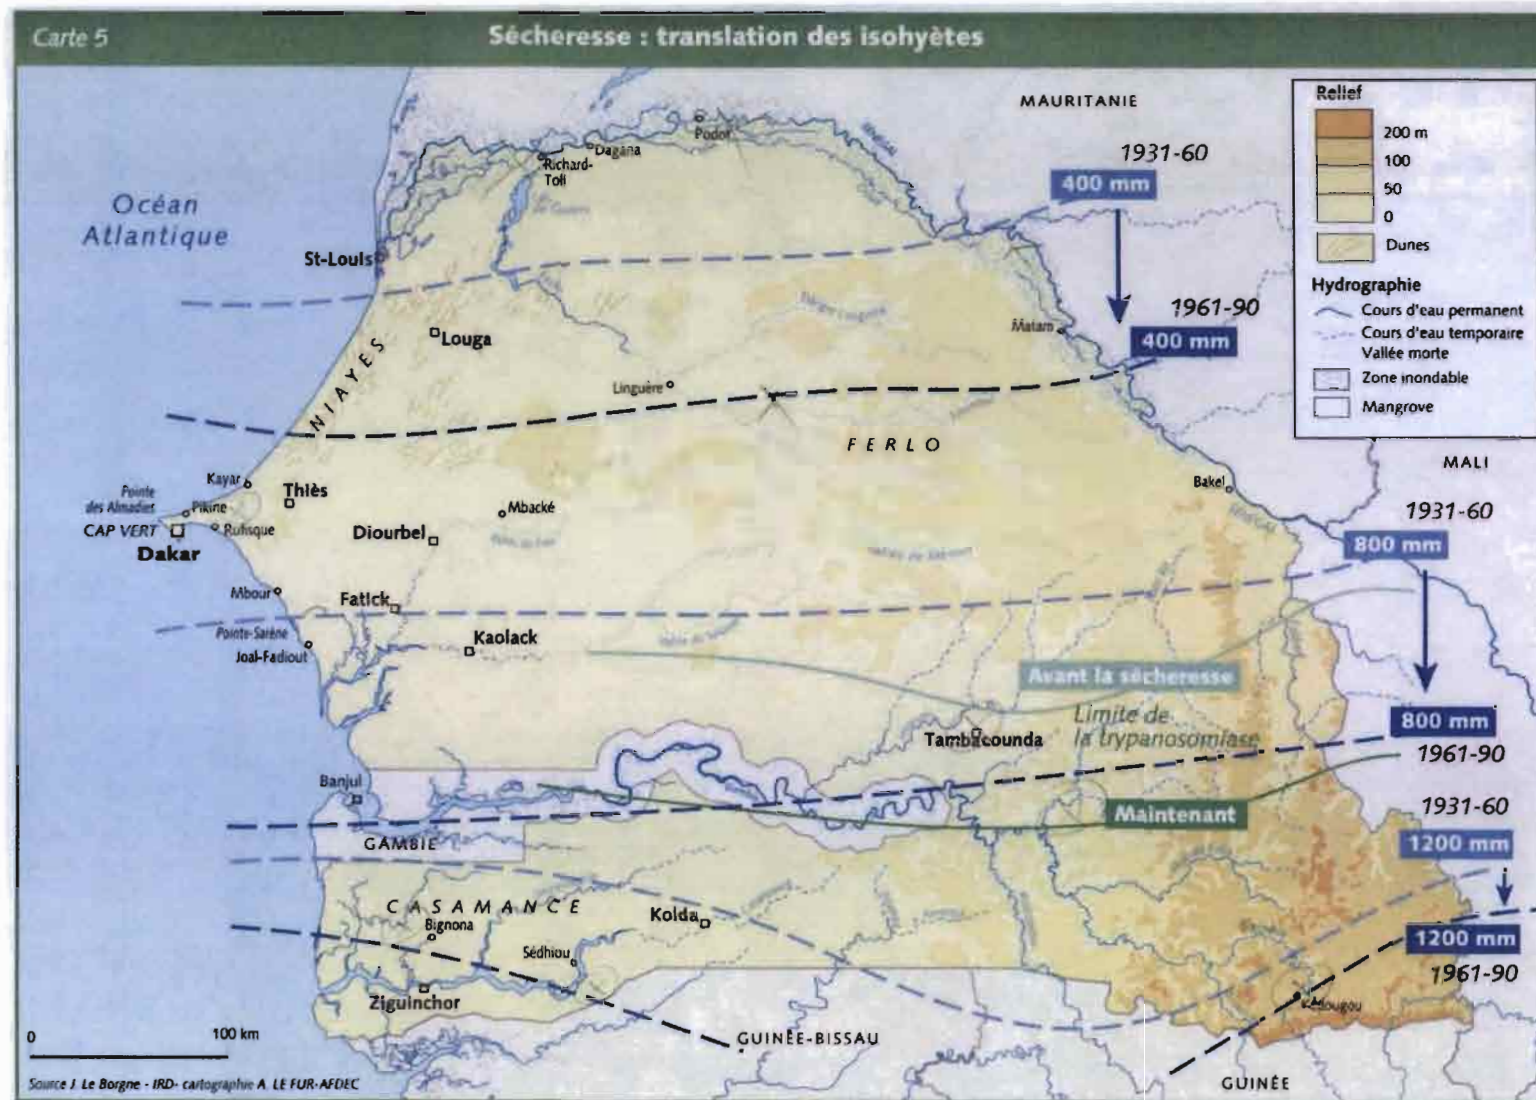 Carte 5
Sécheresse : translation des isohyètes
MAURITANIE
Podor
SÉNÉGAL
Dagana
Richard-
Toll
1931-60
400 mm
Océan
Atlantique
St-Louis
1961-90
400 mm
Matam
Louga
NIAYES
Linguère
FERLO
MALI
Bakel
SÉNÉGAL
Kayar
Thiès
Pointe
des Almadies
Pikine
CAP VERT
Rufisque
Dakar
Mbacké
Diourbel
1931-60
800 mm
Mbour
Fatick
Pointe-Sarène
Joal-Fadiout
Kaolack
Avant la sécheresse
Limite de
la trypanosomiase
Tambacounda
800 mm
1961-90
Banjul
Maintenant
1931-60
1200 mm
GAMBIE
CASAMANCE
Bignona
Kolda
Sédhiou
1200 mm
1961-90
Ziguinchor
GUINÉE-BISSAU
GUINÉE
0 100 km
Source J. Le Borgne - IRD- cartographie A. LE FUR-AFDEC
Relief
200 m
100
50
0
Dunes
Hydrographie
Cours d'eau permanent
Cours d'eau temporaire
Vallée morte
Zone inondable
Mangrove